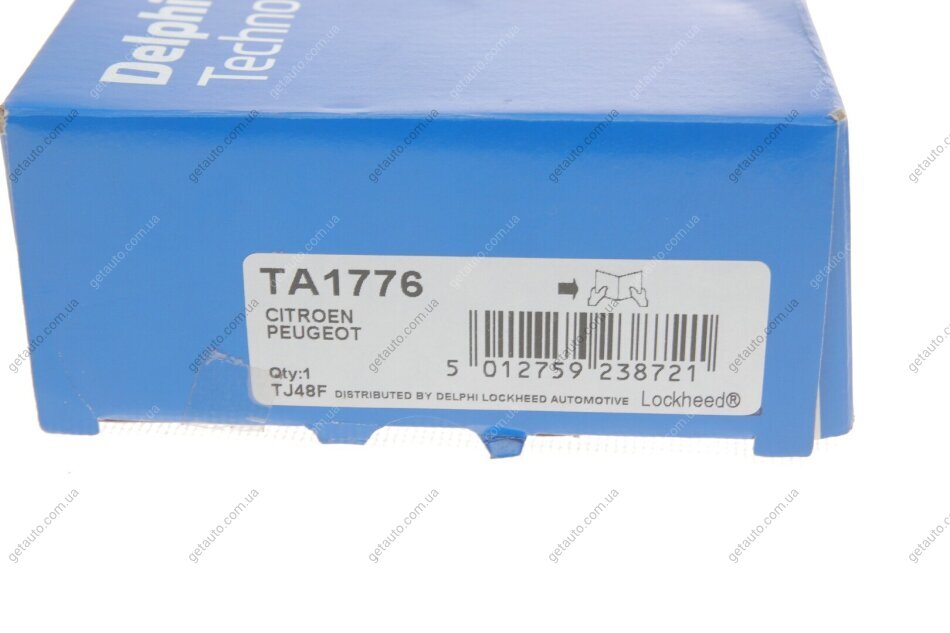 Delphi
Techno
TA1776
CITROEN
PEUGEOT
5 012759 238721
Qty:1
TJ48F DISTRIBUTED BY DELPHI LOCKHEED AUTOMOTIVE Lockheed®
getauto.com.ua